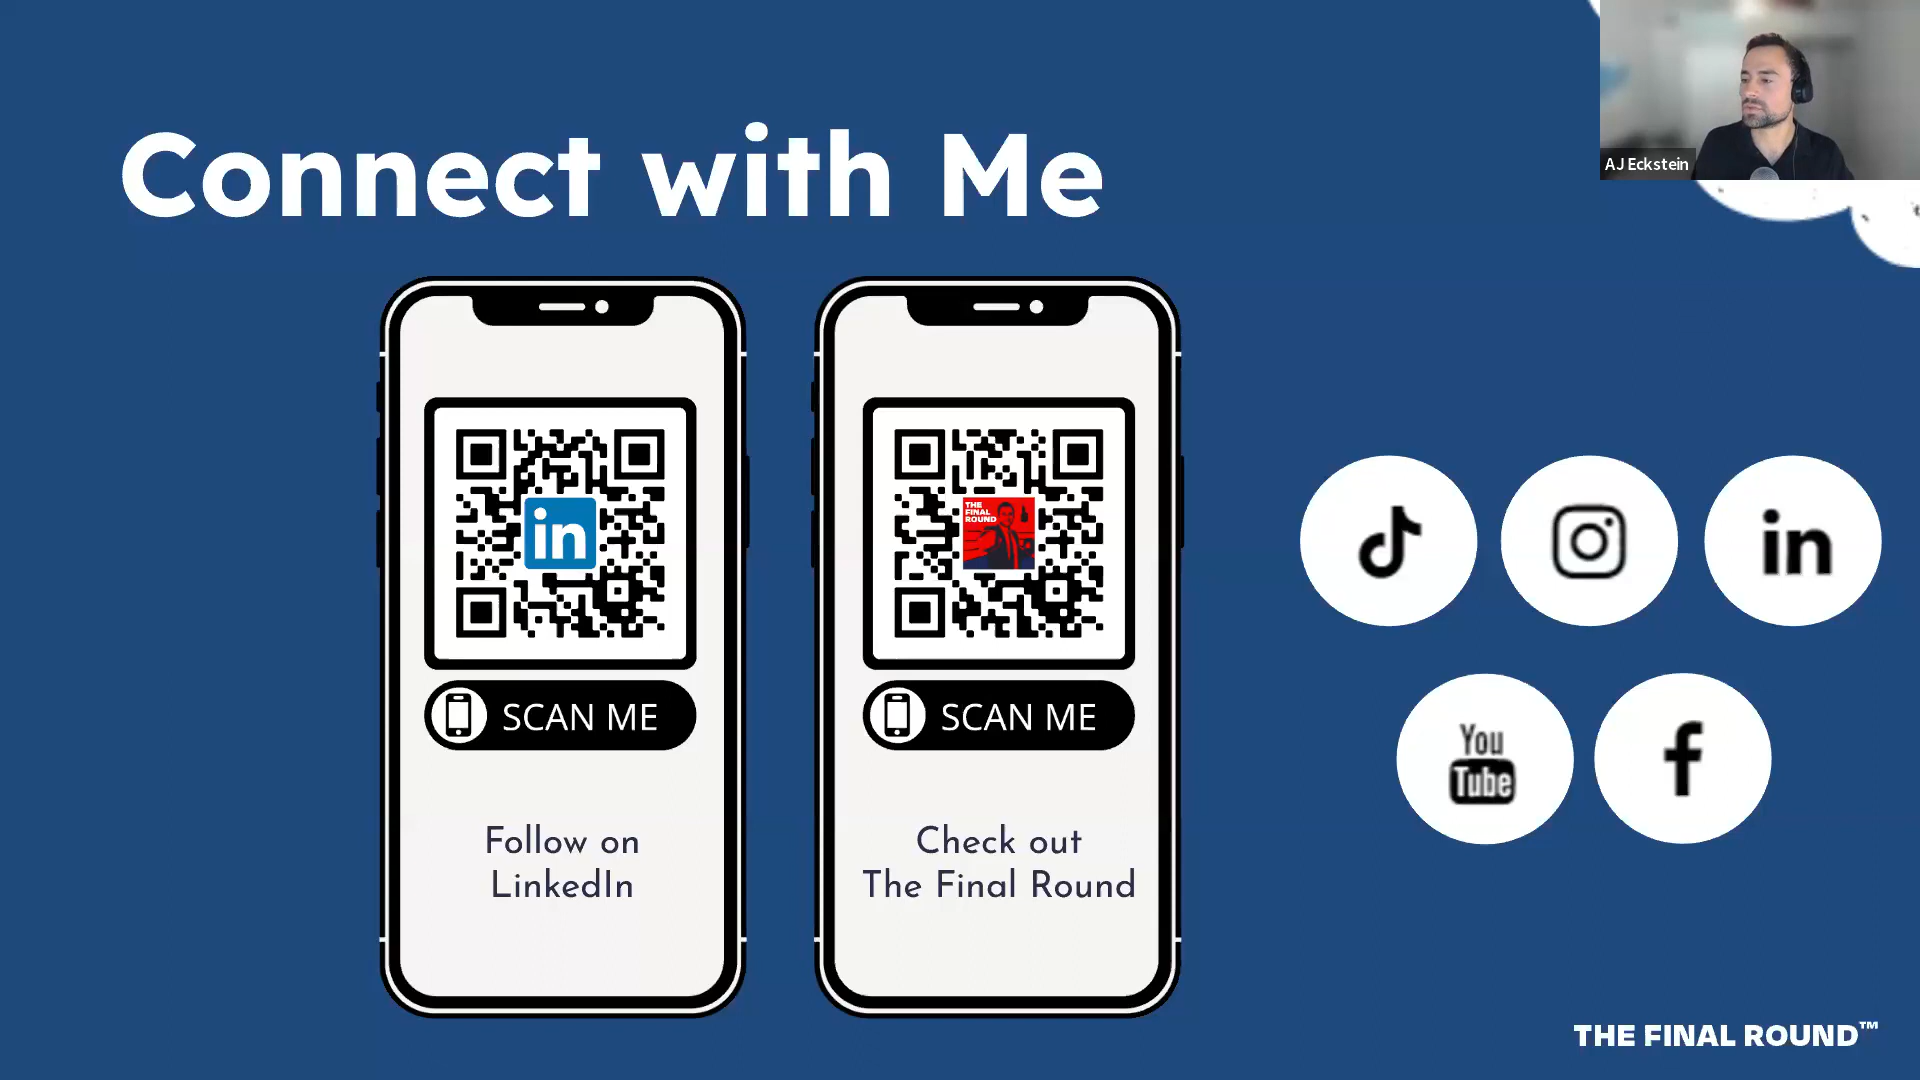 Connect with Me
AJ Eckstein
in
THE
FINAL
ROUND
SCAN ME
SCAN ME
Follow on
LinkedIn
Check out
The Final Round
in
You
Tube
f
THE FINAL ROUND™